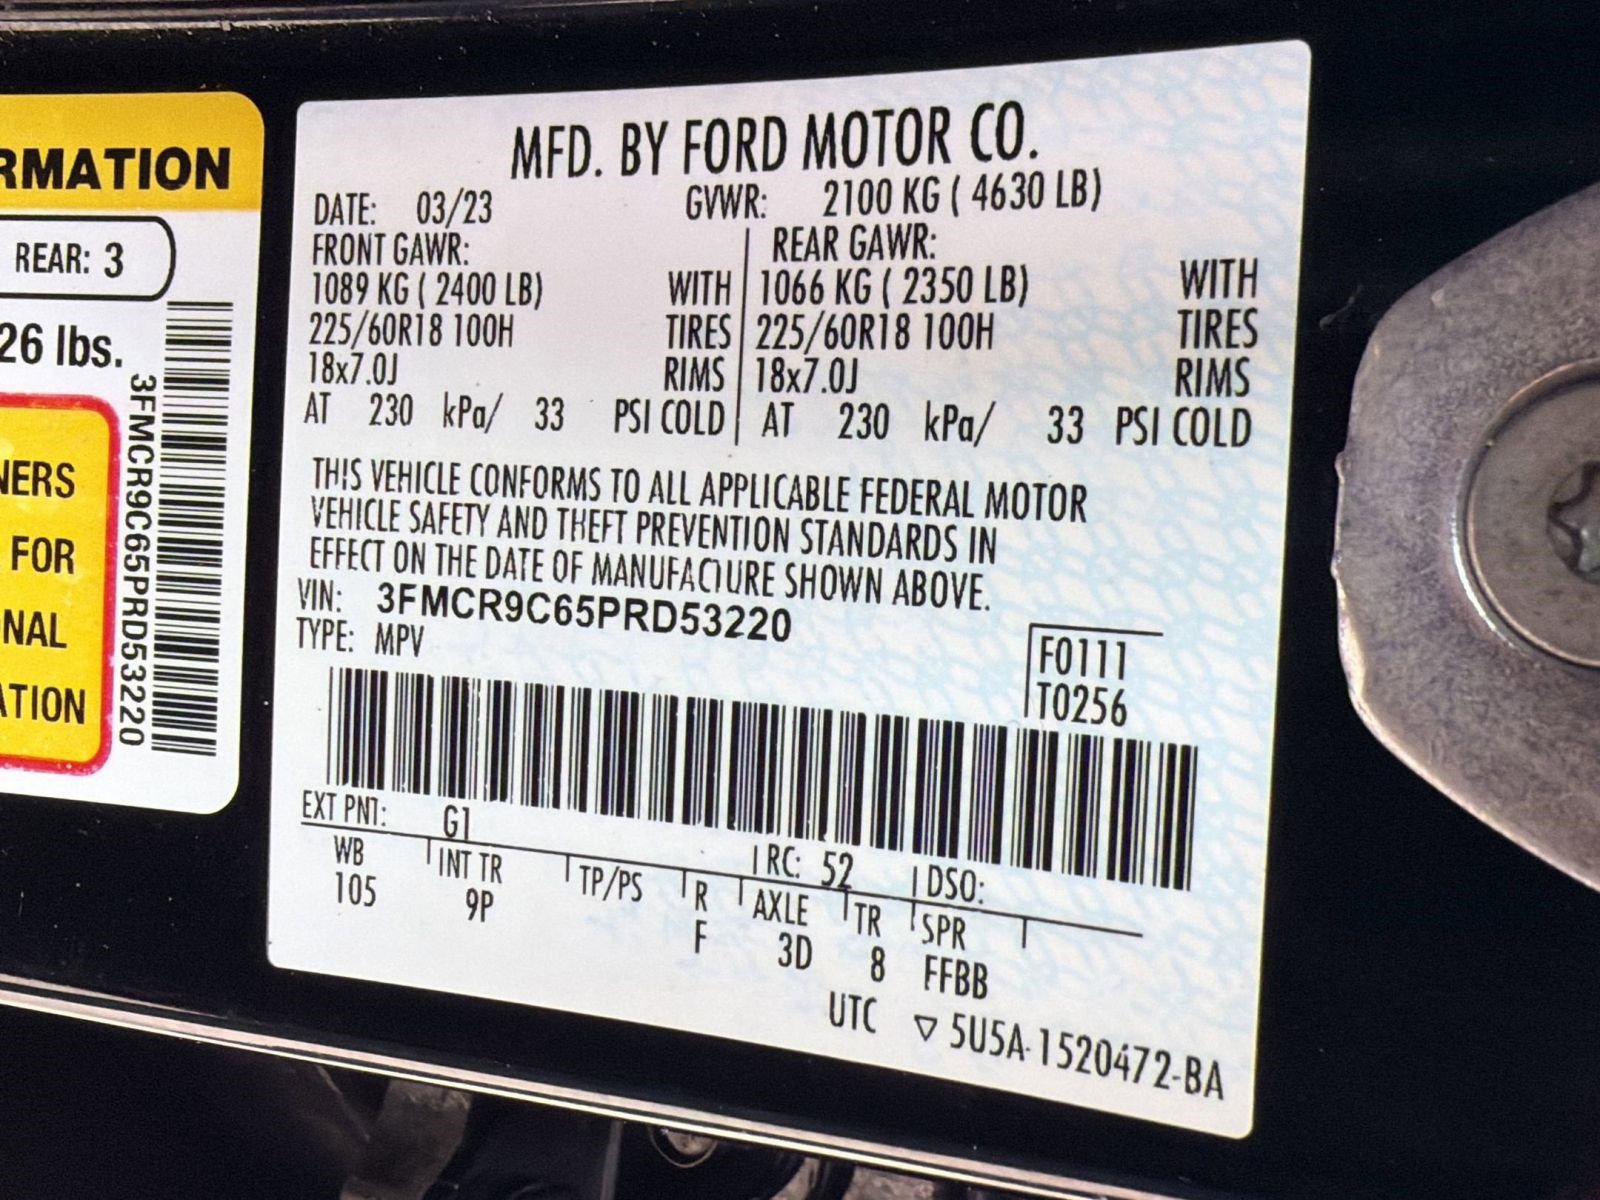 RMATION
REAR: 3
26 lbs.
NERS
FOR
NAL
ATION
3FMCR9C65PRD53220
MFD. BY FORD MOTOR CO.
DATE: 03/23 GVWR: 2100 KG ( 4630 LB)
FRONT GAWR: REAR GAWR:
1089 KG ( 2400 LB) WITH 1066 KG ( 2350 LB) WITH
225/60R18 100H TIRES 225/60R18 100H TIRES
18x7.0J RIMS 18x7.0J RIMS
AT 230 kPa/ 33 PSI COLD AT 230 kPa/ 33 PSI COLD
THIS VEHICLE CONFORMS TO ALL APPLICABLE FEDERAL MOTOR
VEHICLE SAFETY AND THEFT PREVENTION STANDARDS IN
EFFECT ON THE DATE OF MANUFACTURE SHOWN ABOVE.
VIN: 3FMCR9C65PRD53220
TYPE: MPV
F0111
T0256
EXT PNT: G1 RC: 52 DSO:
WB INT TR TP/PS R AXLE TR SPR
105 9P F 3D 8 FFBB
UTC ▽ 5U5A-1520472-BA